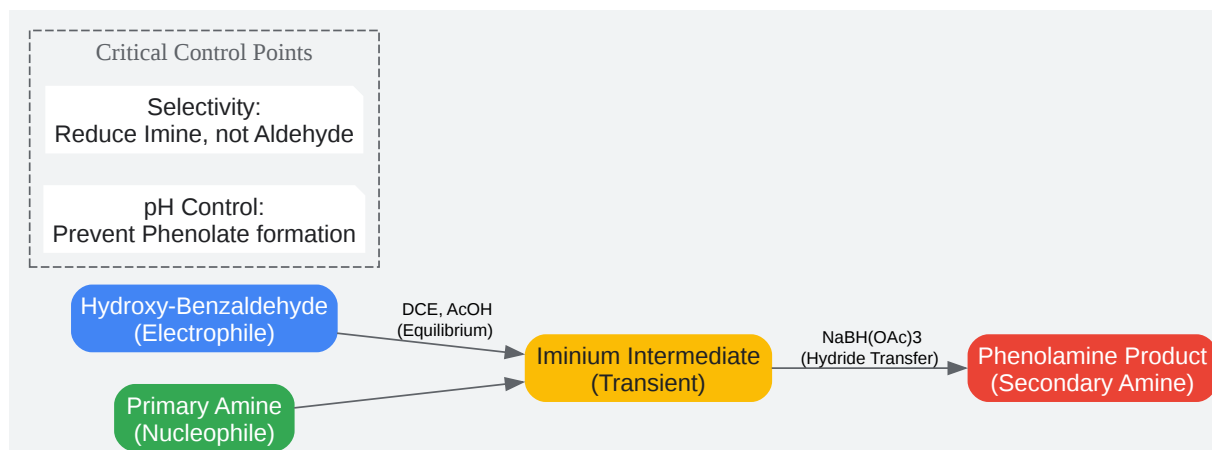 Critical Control Points
Selectivity:
Reduce Imine, not Aldehyde
pH Control:
Prevent Phenolate formation
Hydroxy-Benzaldehyde
(Electrophile)
DCE, AcOH
(Equilibrium)
Primary Amine
(Nucleophile)
Iminium Intermediate
(Transient)
NaBH(OAc)3
(Hydride Transfer)
Phenolamine Product
(Secondary Amine)